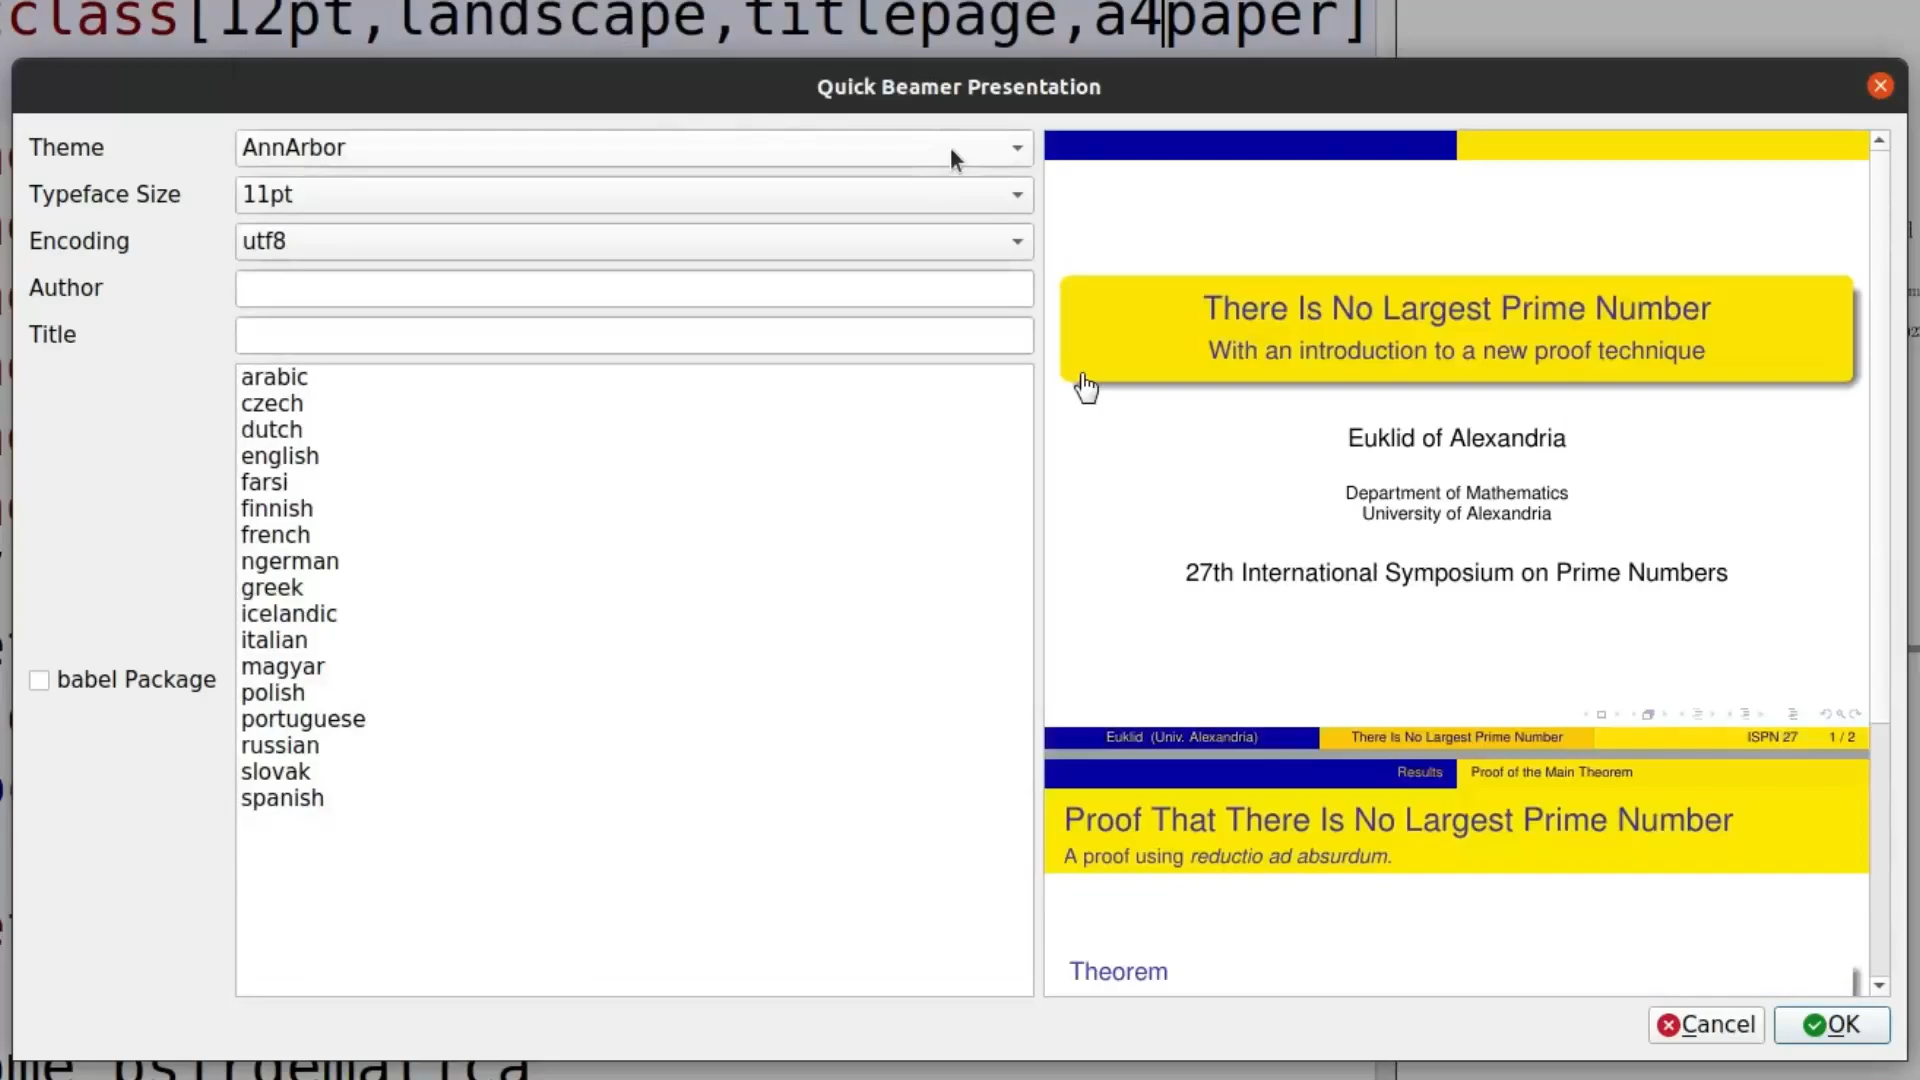 class[12pt,landscape,titlepage,a4paper]
Quick Beamer Presentation
Theme
AnnArbor
Typeface Size
11pt
Encoding
utf8
Author
Title
arabic
czech
dutch
english
farsi
finnish
french
ngerman
greek
icelandic
italian
magyar
polish
portuguese
russian
slovak
spanish
babel Package
There Is No Largest Prime Number
With an introduction to a new proof technique
Euklid of Alexandria
Department of Mathematics
University of Alexandria
27th International Symposium on Prime Numbers
Euklid (Univ. Alexandria)
There Is No Largest Prime Number
ISPN 27
1 / 2
Results
Proof of the Main Theorem
Proof That There Is No Largest Prime Number
A proof using reductio ad absurdum.
Theorem
Cancel
OK